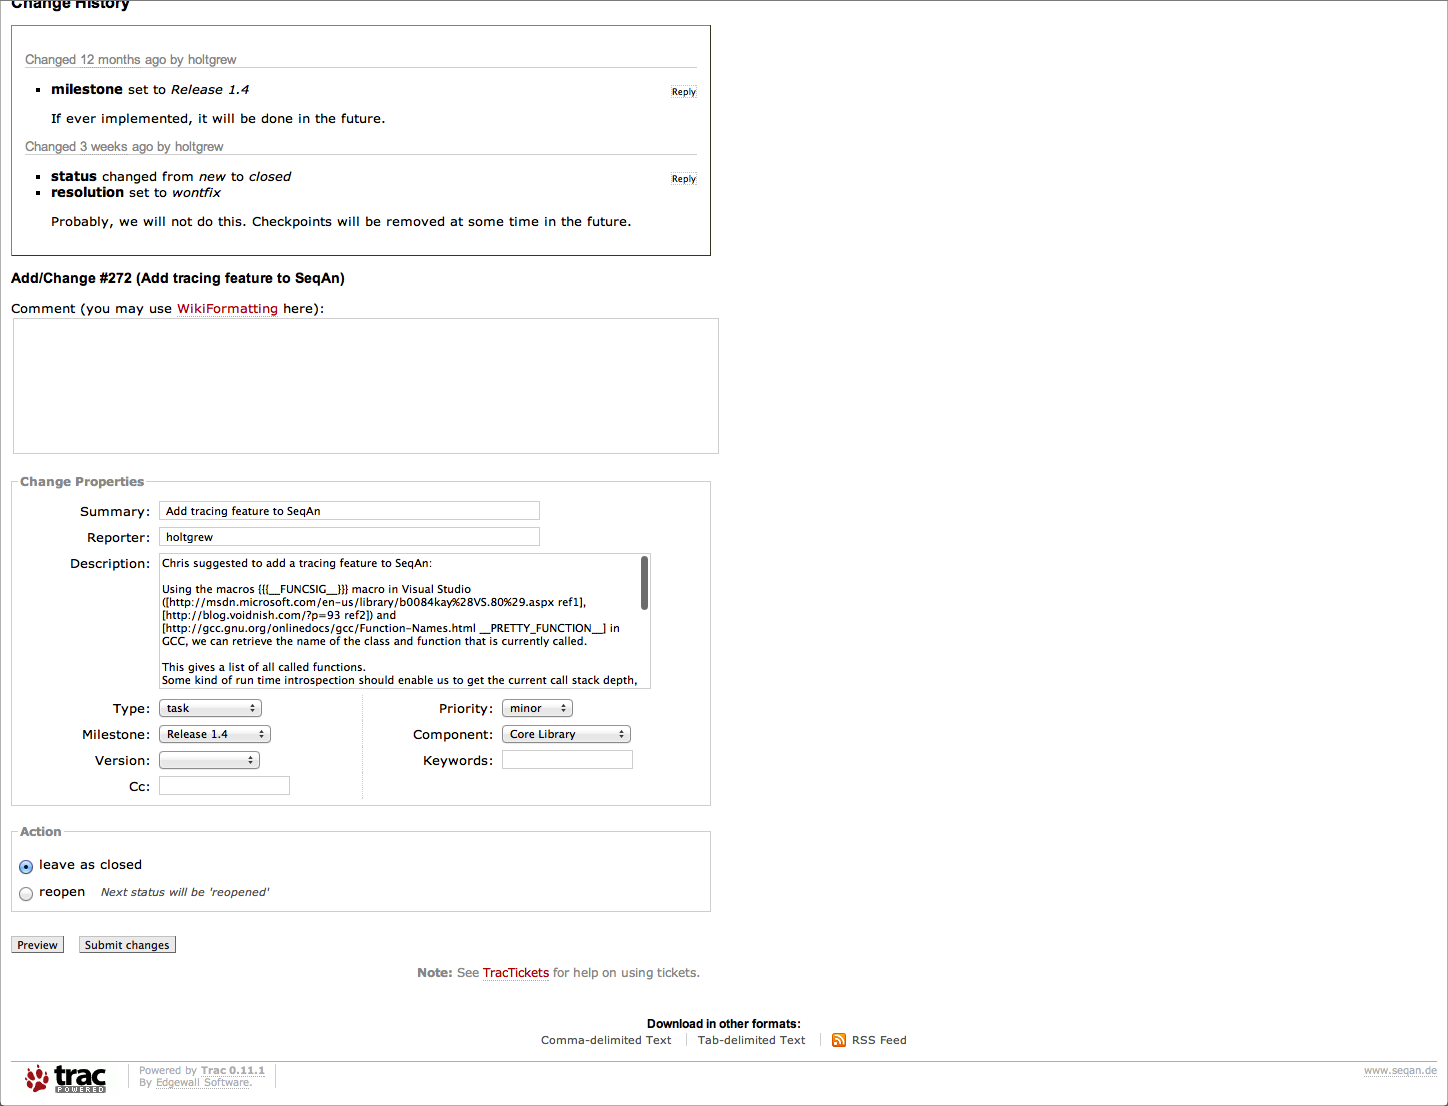 Change History
Changed 12 months ago by holtgrew
milestone set to Release 1.4
Reply
If ever implemented, it will be done in the future.
Changed 3 weeks ago by holtgrew
status changed from new to closed
Reply
resolution set to wontfix
Probably, we will not do this. Checkpoints will be removed at some time in the future.
Add/Change #272 (Add tracing feature to SeqAn)
Comment (you may use WikiFormatting here):
Change Properties
Summary: Add tracing feature to SeqAn
Reporter: holtgrew
Description: Chris suggested to add a tracing feature to SeqAn:
Using the macros {{{__FUNCSIG__}}} macro in Visual Studio
([http://msdn.microsoft.com/en-us/library/b0084kay%28VS.80%29.aspx ref1],
[http://blog.voidnish.com/?p=93 ref2]) and
[http://gcc.gnu.org/onlinedocs/gcc/Function-Names.html __PRETTY_FUNCTION__] in
GCC, we can retrieve the name of the class and function that is currently called.
This gives a list of all called functions.
Some kind of run time introspection should enable us to get the current call stack depth,
Type: task Priority: minor
Milestone: Release 1.4 Component: Core Library
Version: Keywords:
Cc:
Action
leave as closed
reopen Next status will be 'reopened'
Preview Submit changes
Note: See TracTickets for help on using tickets.
Download in other formats:
Comma-delimited Text Tab-delimited Text RSS Feed
trac POWERED
Powered by Trac 0.11.1
By Edgewall Software.
www.seqan.de